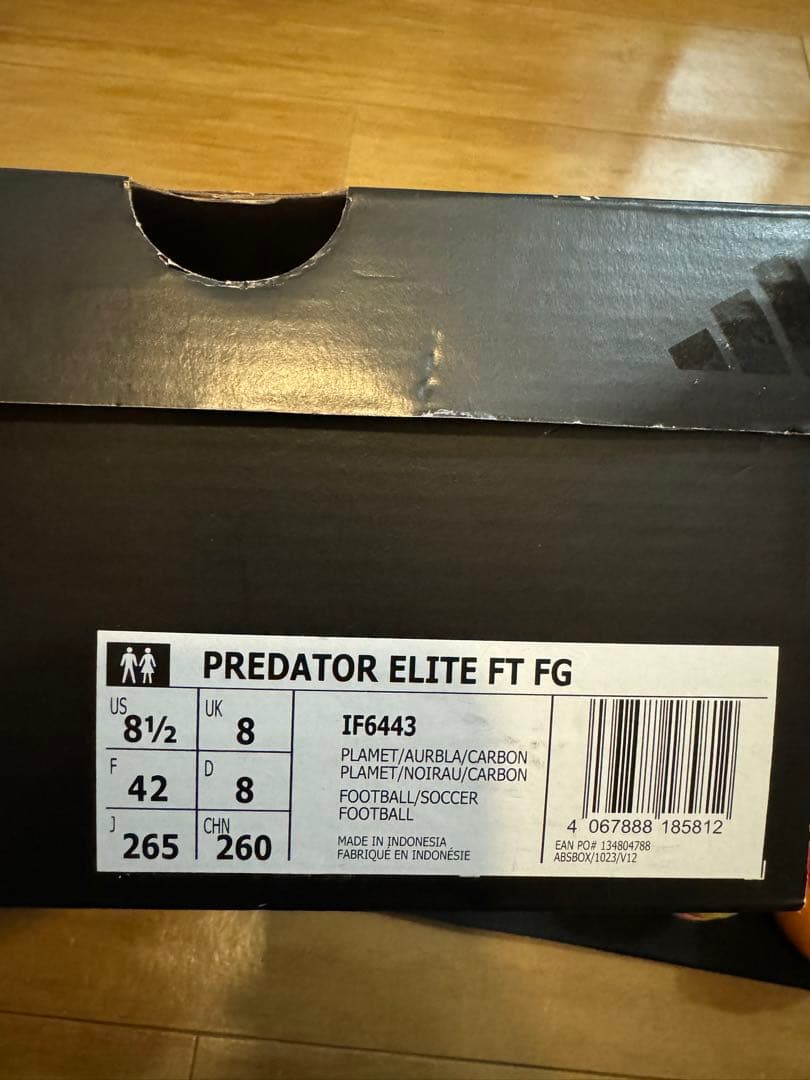 PREDATOR ELITE FT FG
US 8½
UK 8
F 42
D 8
J 265
CHN 260
IF6443
PLAMET/AURBLA/CARBON
PLAMET/NOIRAU/CARBON
FOOTBALL/SOCCER
FOOTBALL
MADE IN INDONESIA
FABRIQUÉ EN INDONÉSIE
4 067888 185812
EAN PO# 134804788
ABSBOX/1023/V12